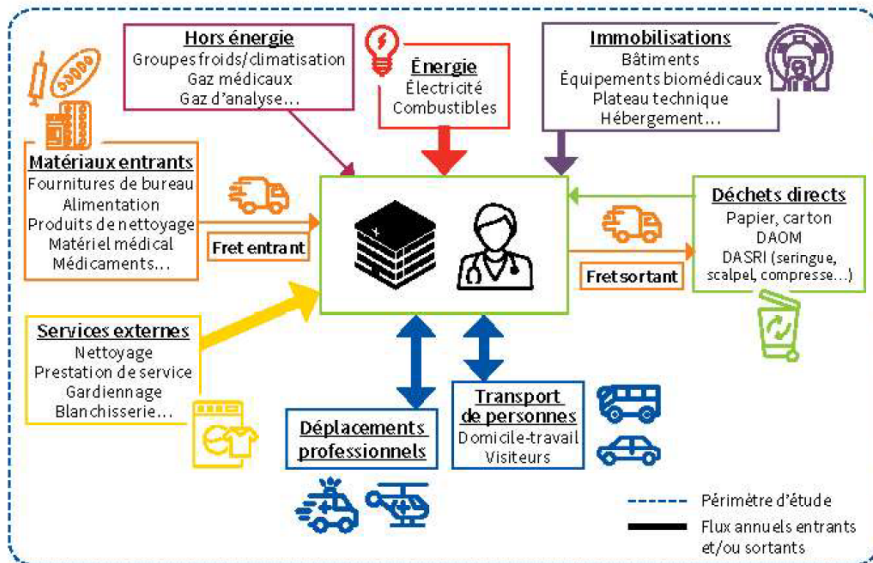 Hors énergie
Groupes froids/climatisation
Gaz médicaux
Gaz d'analyse...
Énergie
Électricité
Combustibles
Immobilisations
Bâtiments
Équipements biomédicaux
Plateau technique
Hébergement...
Matériaux entrants
Fournitures de bureau
Alimentation
Produits de nettoyage
Matériel médical
Médicaments...
Fret entrant
Fret sortant
Déchets directs
Papier, carton
DAOM
DASRI (seringue,
scalpel, compresse...)
Services externes
Nettoyage
Prestation de service
Gardiennage
Blanchisserie...
Déplacements
professionnels
Transport
de personnes
Domicile-travail
Visiteurs
Périmètre d'étude
Flux annuels entrants
et/ou sortants